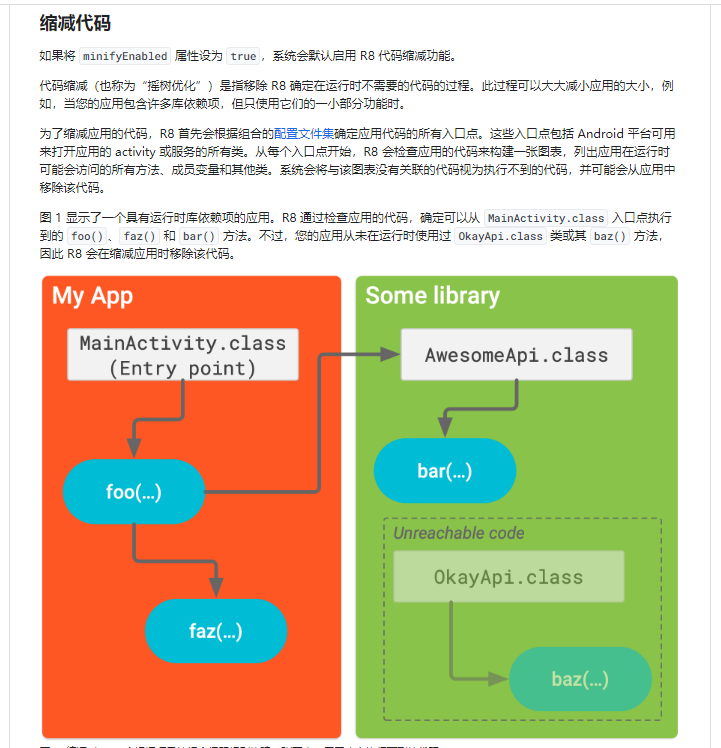 缩减代码
如果将 minifyEnabled 属性设为 true，系统会默认启用 R8 代码缩减功能。
代码缩减（也称为“摇树优化”）是指移除 R8 确定在运行时不需要的代码的过程。此过程可以大大减小应用的大小，例
如，当您的应用包含许多库依赖项，但只使用它们的一小部分功能时。
为了缩减应用的代码，R8 首先会根据组合的配置文件集确定应用代码的所有入口点。这些入口点包括 Android 平台可用
来打开应用的 activity 或服务的所有类。从每个入口点开始，R8 会检查应用的代码来构建一张图表，列出应用在运行时
可能会访问的所有方法、成员变量和其他类。系统会将与该图表没有关联的代码视为执行不到的代码，并可能会从应用中
移除该代码。
图 1 显示了一个具有运行时库依赖项的应用。R8 通过检查应用的代码，确定可以从 MainActivity.class 入口点执行
到的 foo()、faz() 和 bar() 方法。不过，您的应用从未在运行时使用过 OkayApi.class 类或其 baz() 方法，
因此 R8 会在缩减应用时移除该代码。
My App
MainActivity.class
(Entry point)
foo(…)
faz(…)
Some library
AwesomeApi.class
bar(…)
Unreachable code
OkayApi.class
baz(…)